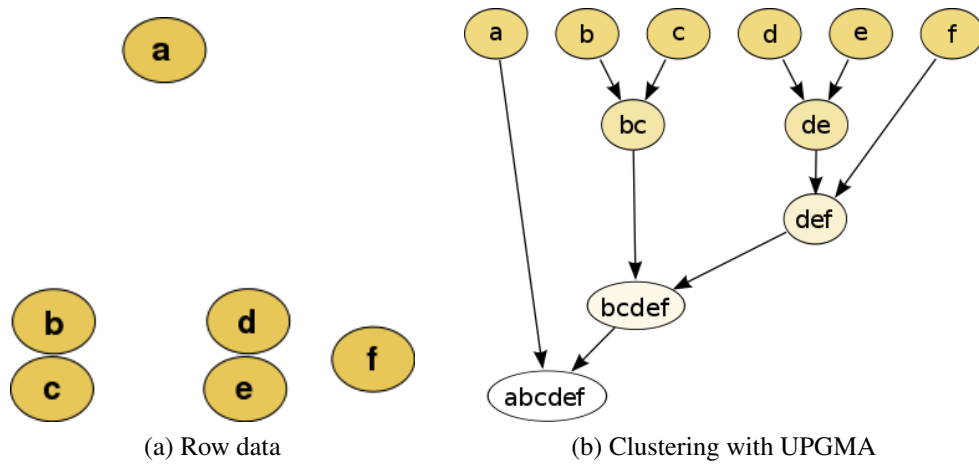 a
b
c
d
e
f
(a) Row data
a b c d e f
bc de
def
bcdef
abcdef
(b) Clustering with UPGMA